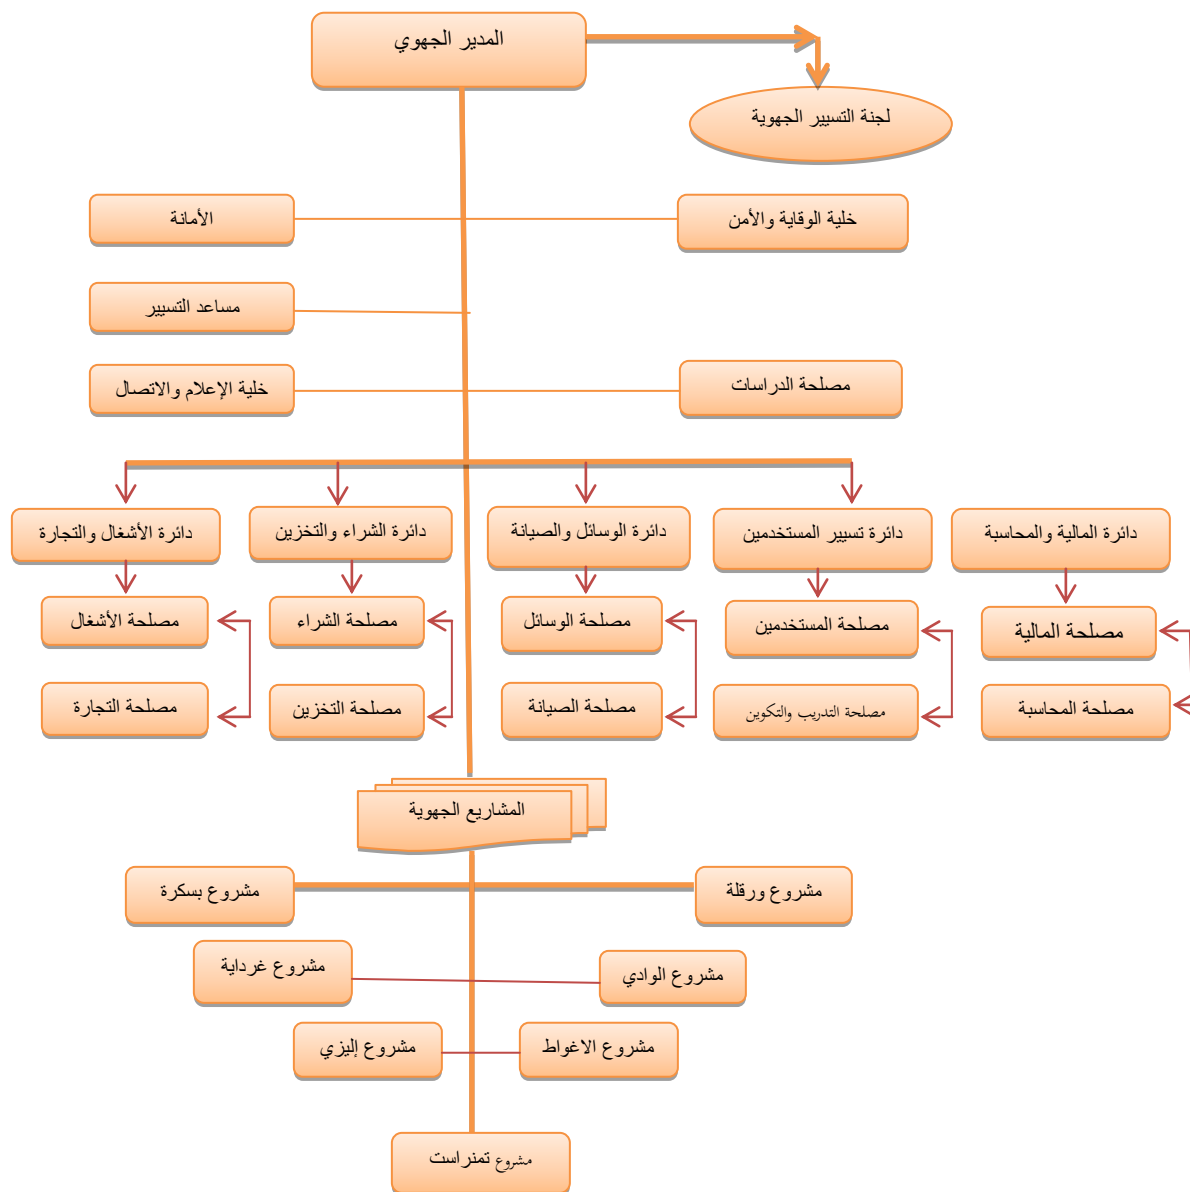 المدير الجهوي
لجنة التسيير الجهوية
خلية الوقاية والأمن
الأمانة
مساعد التسيير
مصلحة الدراسات
خلية الإعلام والاتصال
دائرة المالية والمحاسبة
دائرة تسيير المستخدمين
دائرة الوسائل والصيانة
دائرة الشراء والتخزين
دائرة الأشغال والتجارة
مصلحة المالية
مصلحة المستخدمين
مصلحة الوسائل
مصلحة الشراء
مصلحة الأشغال
مصلحة المحاسبة
مصلحة التدريب والتكوين
مصلحة الصيانة
مصلحة التخزين
مصلحة التجارة
المشاريع الجهوية
مشروع ورقلة
مشروع بسكرة
مشروع الوادي
مشروع غرداية
مشروع الاغواط
مشروع إليزي
مشروع تمنراست